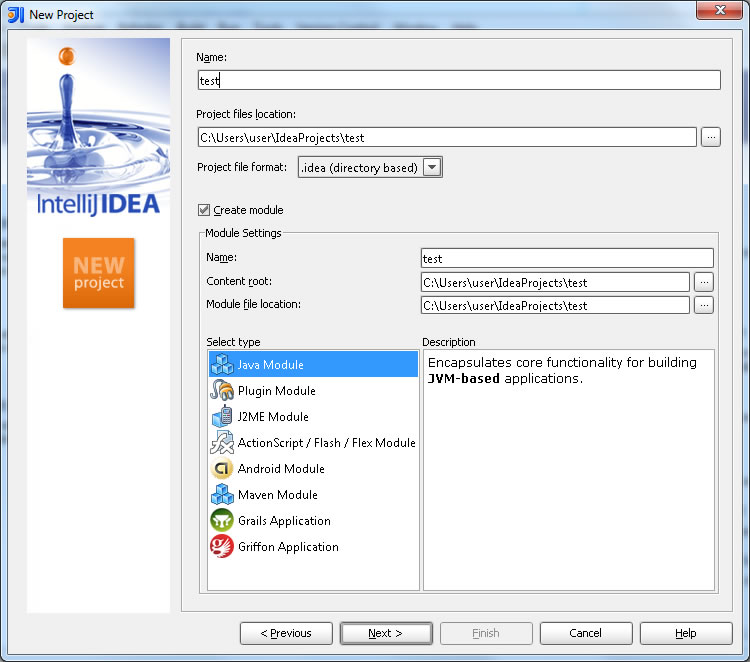 New Project
IntelliJIDEA
NEW
project
Name:
test
Project files location:
C:\Users\user\IdeaProjects\test
...
Project file format:
.idea (directory based)
Create module
Module Settings
Name:
test
Content root:
C:\Users\user\IdeaProjects\test
...
Module file location:
C:\Users\user\IdeaProjects\test
...
Select type
Java Module
Plugin Module
J2ME Module
ActionScript / Flash / Flex Module
Android Module
Maven Module
Grails Application
Griffon Application
Description
Encapsulates core functionality for building
JVM-based applications.
< Previous
Next >
Finish
Cancel
Help